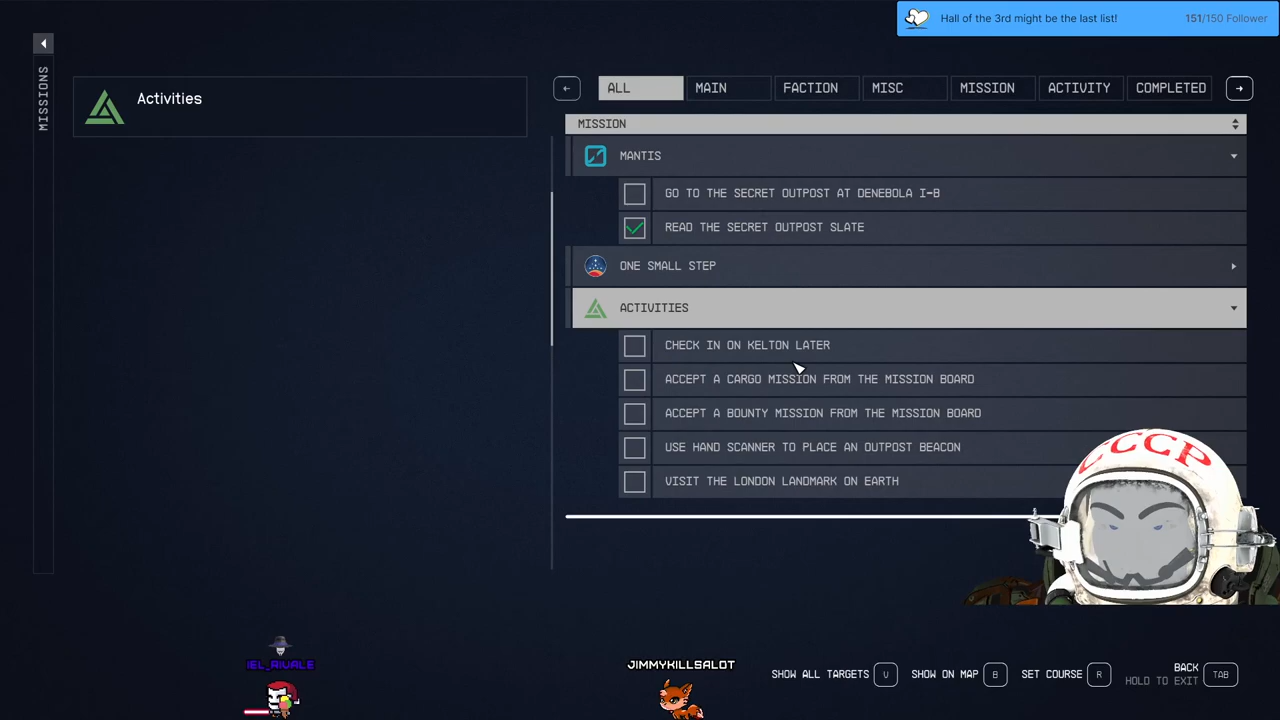 Hall of the 3rd might be the last list! 151/150 Follower
MISSIONS
Activities
ALL MAIN FACTION MISC MISSION ACTIVITY COMPLETED
MISSION
MANTIS
GO TO THE SECRET OUTPOST AT DENEBOLA I-B
READ THE SECRET OUTPOST SLATE
ONE SMALL STEP
ACTIVITIES
CHECK IN ON KELTON LATER
ACCEPT A CARGO MISSION FROM THE MISSION BOARD
ACCEPT A BOUNTY MISSION FROM THE MISSION BOARD
USE HAND SCANNER TO PLACE AN OUTPOST BEACON
VISIT THE LONDON LANDMARK ON EARTH
СССР
IEL_RIVALE
JIMMYKILLSALOT
SHOW ALL TARGETS V SHOW ON MAP B SET COURSE R BACK
HOLD TO EXIT TAB